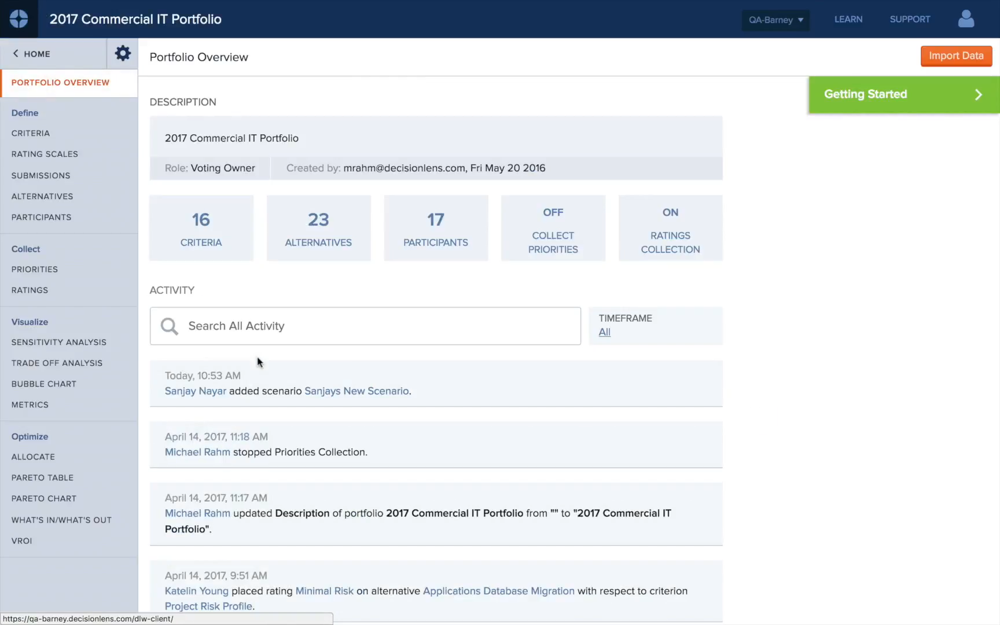 2017 Commercial IT Portfolio
QA-Barney ▼
LEARN
SUPPORT
HOME
Portfolio Overview
Import Data
PORTFOLIO OVERVIEW
Getting Started
Define
CRITERIA
RATING SCALES
SUBMISSIONS
ALTERNATIVES
PARTICIPANTS
Collect
PRIORITIES
RATINGS
Visualize
SENSITIVITY ANALYSIS
TRADE OFF ANALYSIS
BUBBLE CHART
METRICS
Optimize
ALLOCATE
PARETO TABLE
PARETO CHART
WHAT'S IN/WHAT'S OUT
VROI
DESCRIPTION
2017 Commercial IT Portfolio
Role: Voting Owner
Created by: mrahm@decisionlens.com, Fri May 20 2016
16
CRITERIA
23
ALTERNATIVES
17
PARTICIPANTS
OFF
COLLECT
PRIORITIES
ON
RATINGS
COLLECTION
ACTIVITY
Search All Activity
TIMEFRAME
All
Today, 10:53 AM
Sanjay Nayar added scenario Sanjays New Scenario.
April 14, 2017, 11:18 AM
Michael Rahm stopped Priorities Collection.
April 14, 2017, 11:17 AM
Michael Rahm updated Description of portfolio 2017 Commercial IT Portfolio from "" to "2017 Commercial IT
Portfolio".
April 14, 2017, 9:51 AM
Katelin Young placed rating Minimal Risk on alternative Applications Database Migration with respect to criterion
Project Risk Profile.
https://qa-barney.decisionlens.com/dlw-client/